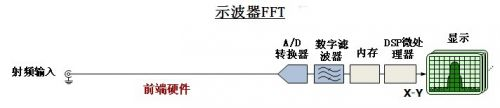 示波器FFT
A/D
转换器
数字滤
波器
内存
DSP微处
理器
显示
射频输入
前端硬件
X-Y